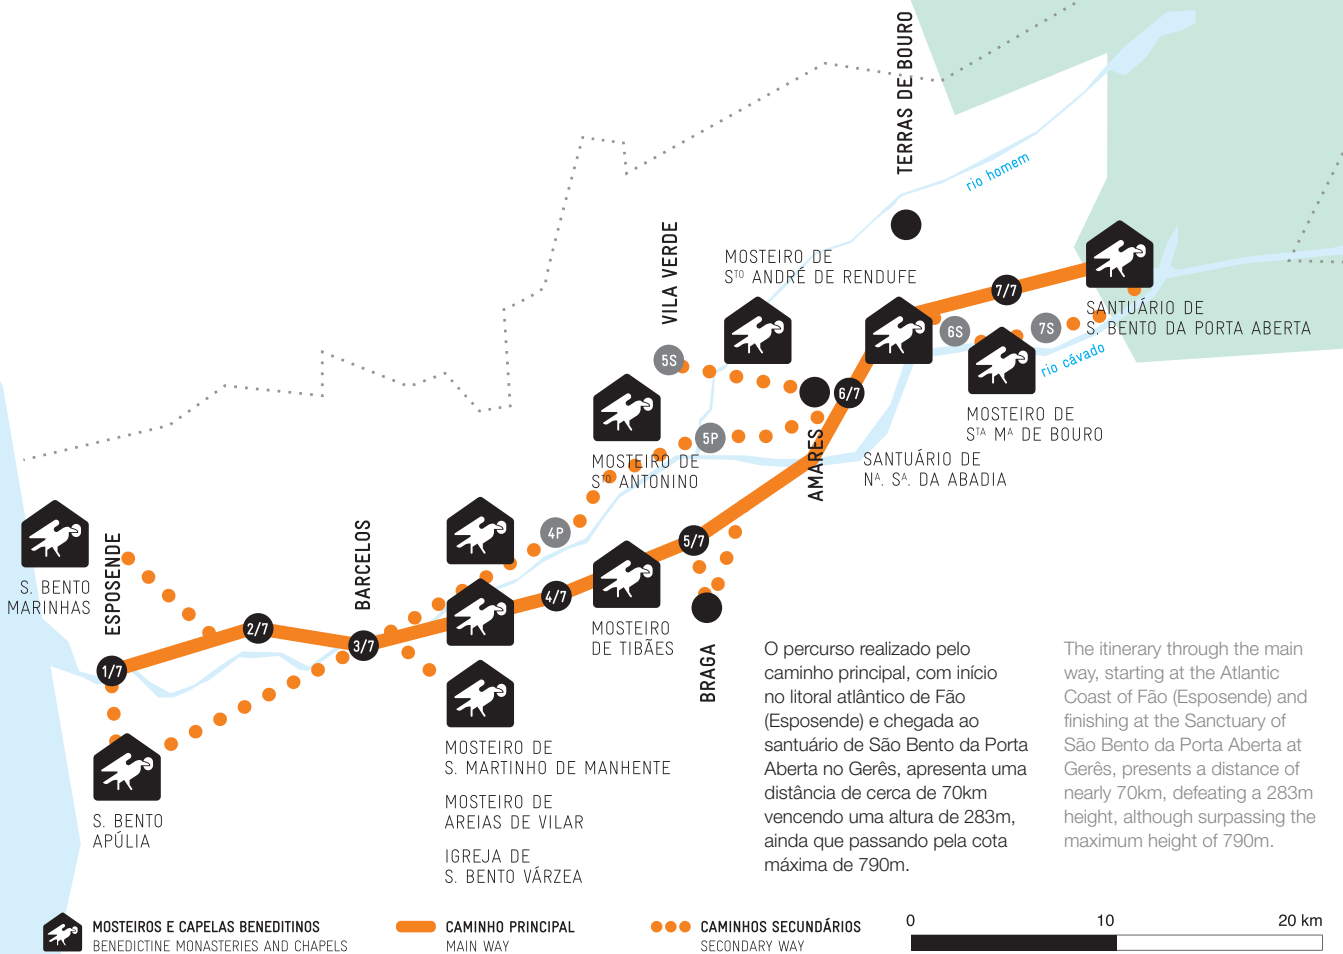 TERRAS DE BOURO
rio homem
VILA VERDE
MOSTEIRO DE
STO ANDRÉ DE RENDUFE
7/7
SANTUÁRIO DE
S. BENTO DA PORTA ABERTA
6S
7S
rio cávado
5S
6/7
MOSTEIRO DE
STA MA DE BOURO
5P
AMARES
MOSTEIRO DE
STO ANTONINO
SANTUÁRIO DE
NA. SA. DA ABADIA
4P
5/7
ESPOSENDE
BARCELOS
S. BENTO
MARINHAS
4/7
2/7
3/7
1/7
MOSTEIRO
DE TIBÃES
BRAGA
MOSTEIRO DE
S. MARTINHO DE MANHENTE
MOSTEIRO DE
AREIAS DE VILAR
IGREJA DE
S. BENTO VÁRZEA
S. BENTO
APÚLIA
O percurso realizado pelo
caminho principal, com início
no litoral atlântico de Fão
(Esposende) e chegada ao
santuário de São Bento da Porta
Aberta no Gerês, apresenta uma
distância de cerca de 70km
vencendo uma altura de 283m,
ainda que passando pela cota
máxima de 790m.
The itinerary through the main
way, starting at the Atlantic
Coast of Fão (Esposende) and
finishing at the Sanctuary of
São Bento da Porta Aberta at
Gerês, presents a distance of
nearly 70km, defeating a 283m
height, although surpassing the
maximum height of 790m.
MOSTEIROS E CAPELAS BENEDITINOS
BENEDICTINE MONASTERIES AND CHAPELS
CAMINHO PRINCIPAL
MAIN WAY
CAMINHOS SECUNDÁRIOS
SECONDARY WAY
0 10 20 km